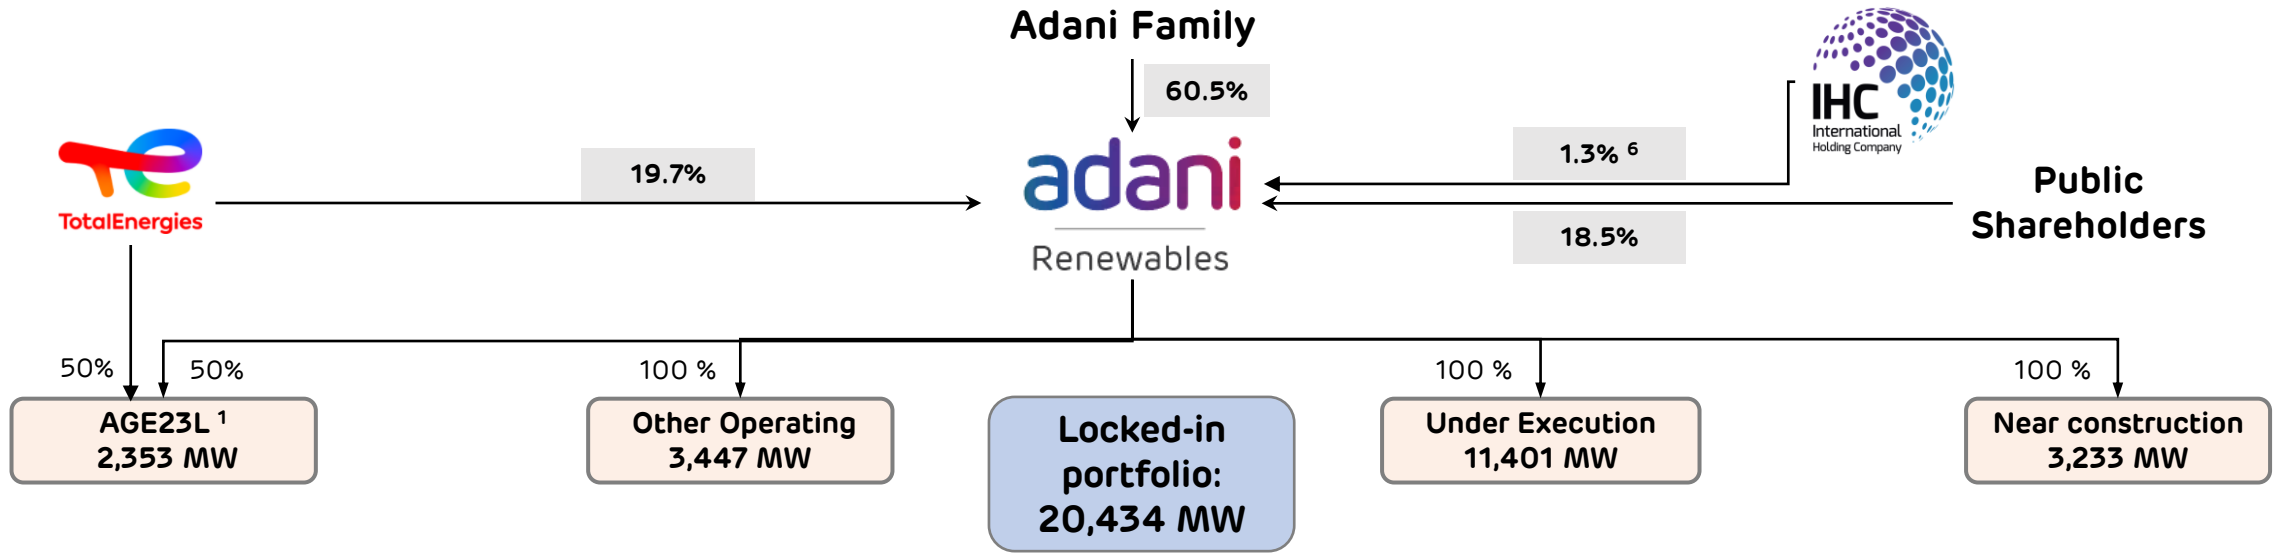 Adani Family
60.5%
IHC
International
Holding Company
1.3% 6
19.7%
adani
Renewables
TotalEnergies
Public
Shareholders
18.5%
50%
50%
100 %
100 %
100 %
AGE23L 1
2,353 MW
Other Operating
3,447 MW
Locked-in
portfolio:
20,434 MW
Under Execution
11,401 MW
Near construction
3,233 MW